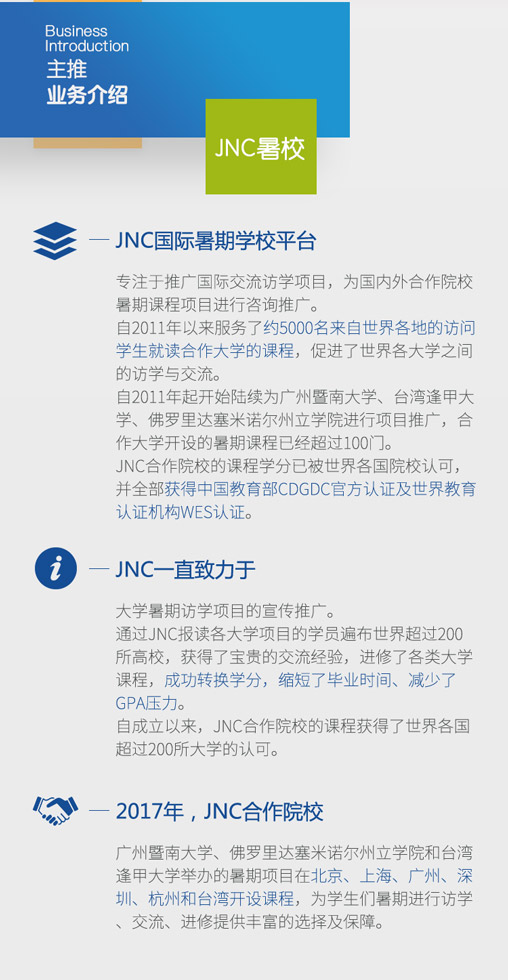 Business
Introduction
主推
业务介绍
JNC暑校
JNC国际暑期学校平台
专注于推广国际交流访学项目，为国内外合作院校
暑期课程项目进行咨询推广。
自2011年以来服务了约5000名来自世界各地的访问
学生就读合作大学的课程，促进了世界各大学之间
的访学与交流。
自2011年起开始陆续为广州暨南大学、台湾逢甲大
学、佛罗里达塞米诺尔州立学院进行项目推广，合
作大学开设的暑期课程已经超过100门。
JNC合作院校的课程学分已被世界各国院校认可，
并全部获得中国教育部CDGDC官方认证及世界教育
认证机构WES认证。
JNC一直致力于
大学暑期访学项目的宣传推广。
通过JNC报读各大学项目的学员遍布世界超过200
所高校，获得了宝贵的交流经验，进修了各类大学
课程，成功转换学分，缩短了毕业时间、减少了
GPA压力。
自成立以来，JNC合作院校的课程获得了世界各国
超过200所大学的认可。
2017年，JNC合作院校
广州暨南大学、佛罗里达塞米诺尔州立学院和台湾
逢甲大学举办的暑期项目在北京、上海、广州、深
圳、杭州和台湾开设课程，为学生们暑期进行访学
、交流、进修提供丰富的选择及保障。